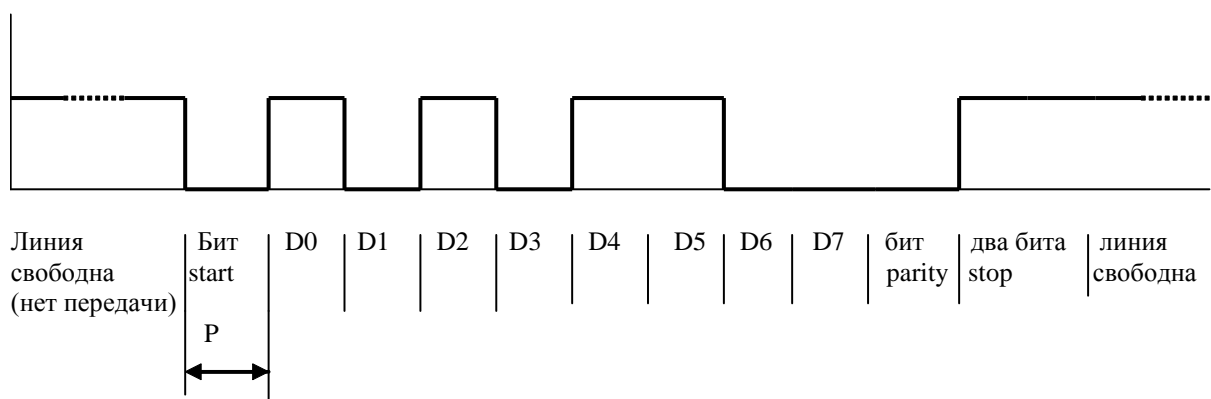 Линия Бит D0 D1 D2 D3 D4 D5 D6 D7 бит два бита линия
свободна start parity stop свободна
(нет передачи)
P